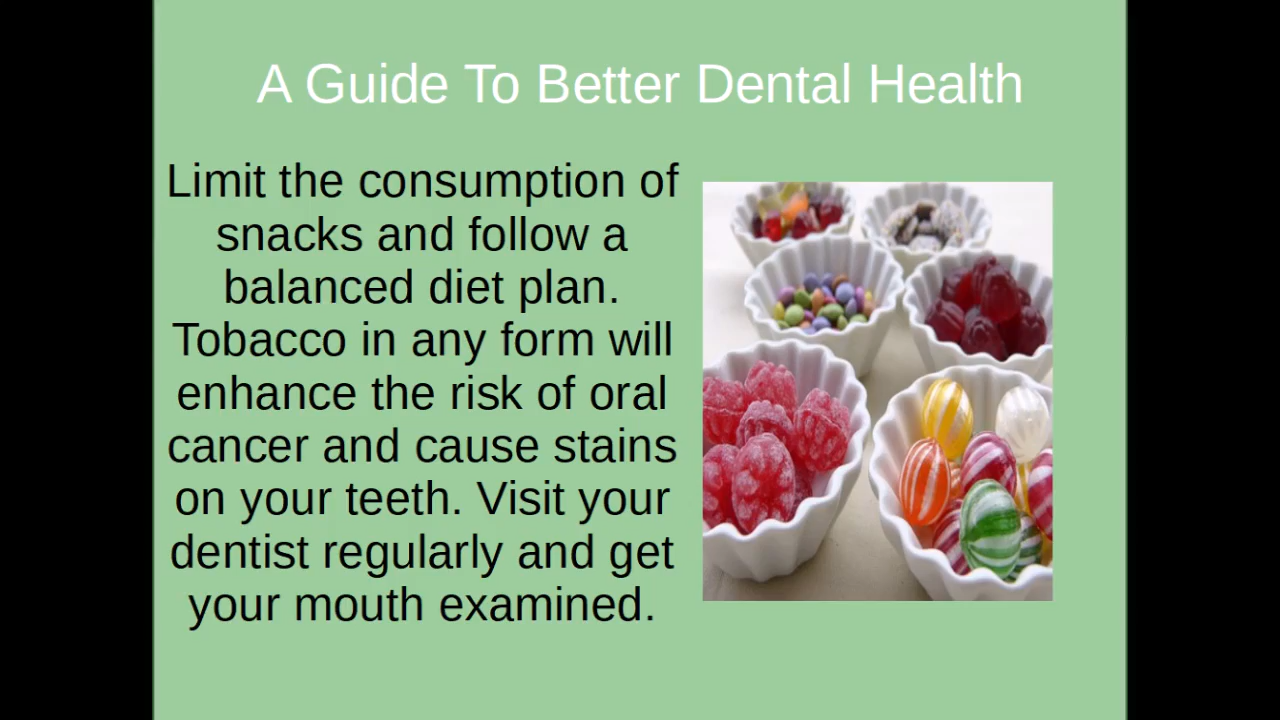 A Guide To Better Dental Health
Limit the consumption of
snacks and follow a
balanced diet plan.
Tobacco in any form will
enhance the risk of oral
cancer and cause stains
on your teeth. Visit your
dentist regularly and get
your mouth examined.